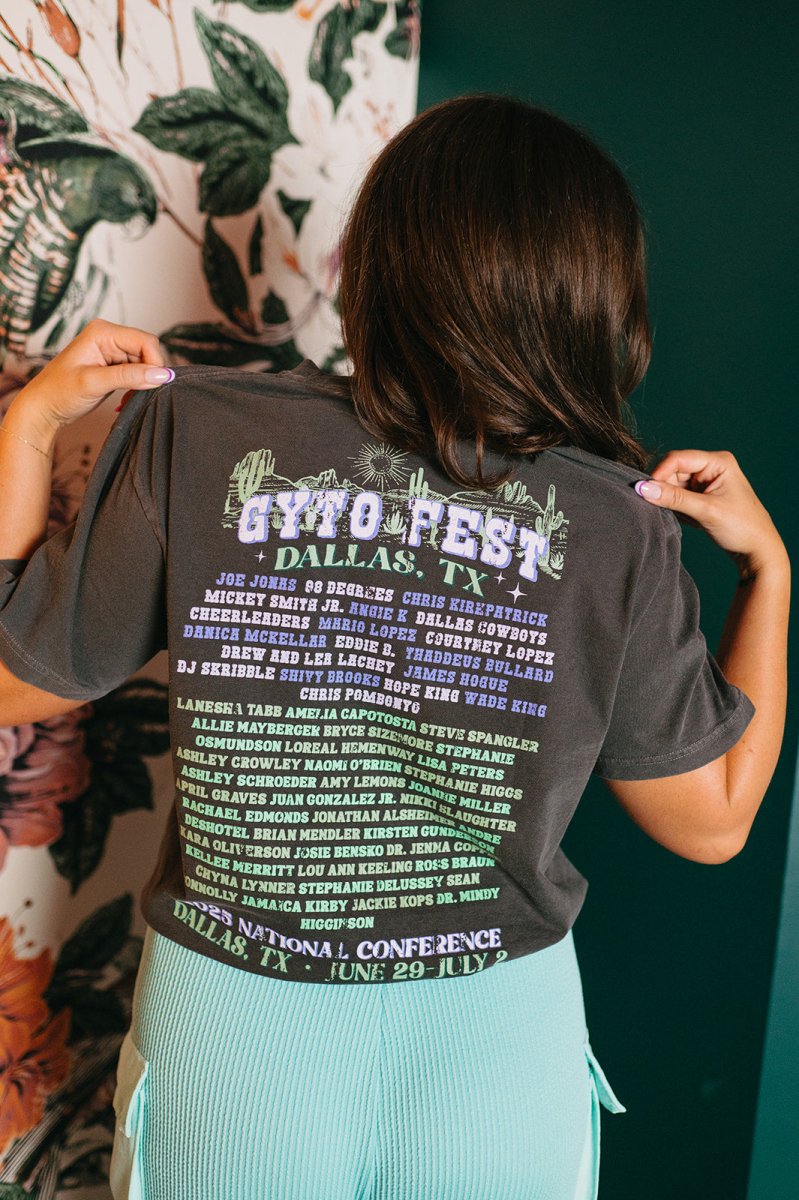 GYTO FEST
DALLAS, TX
JOE JONAS 98 DEGREES CHRIS KIRKPATRICK
MICKEY SMITH JR. ANGIE K DALLAS COWBOYS
CHEERLEADERS MARIO LOPEZ COURTNEY LOPEZ
DANICA MCKELLAR EDDIE B. THADDEUS BULLARD
DREW AND LEA LACHEY JAMES HOGUE
DJ SKRIBBLE SHIVY BROOKS HOPE KING WADE KING
CHRIS POMBONYO
LANESHA TABB AMELIA CAPOTOSTA STEVE SPANGLER
ALLIE MAYBERGER BRYCE SIZEMORE STEPHANIE
OSMUNDSON LOREAL HEMENWAY LISA PETERS
ASHLEY CROWLEY NAOMI O'BRIEN STEPHANIE HIGGS
ASHLEY SCHROEDER AMY LEMONS JOANNE MILLER
APRIL GRAVES JUAN GONZALEZ JR. NIKKI SLAUGHTER
RACHAEL EDMONDS JONATHAN ALSHEIMER ANDRE
DESHOTEL BRIAN MENDLER KIRSTEN GUNDERSON
KARA OLIVERSON JOSIE BENSKO DR. JENNA
KELLEE MERRITT LOU ANN KEELING ROSS BRAUN
CHYNA LYNNER STEPHANIE DELUSSEY SEAN
CONNOLLY JAMAICA KIRBY JACKIE KOPS DR. MINDY
HIGGINSON
2025 NATIONAL CONFERENCE
DALLAS, TX · JUNE 29-JULY 2